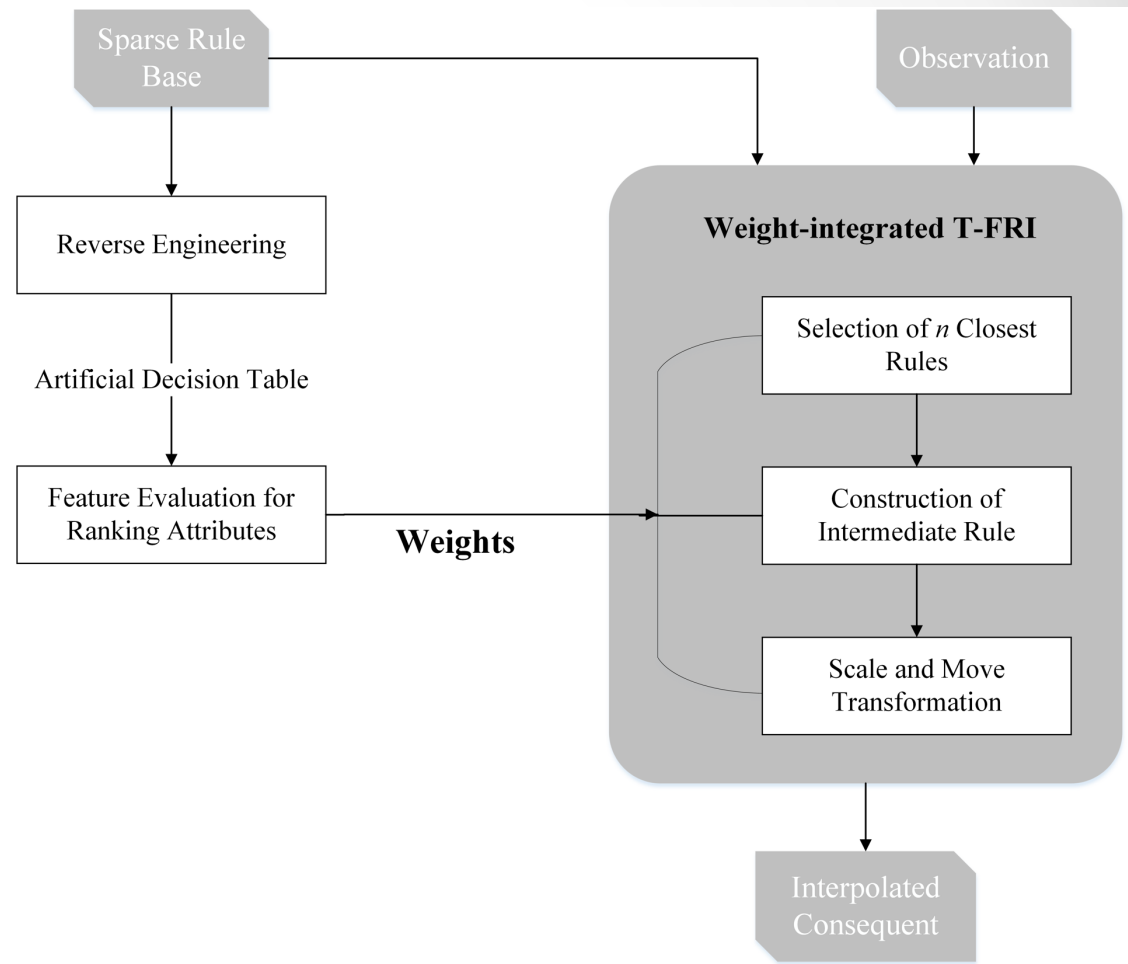 Sparse Rule
Base
Observation
Reverse Engineering
Artificial Decision Table
Feature Evaluation for
Ranking Attributes
Weights
Weight-integrated T-FRI
Selection of n Closest
Rules
Construction of
Intermediate Rule
Scale and Move
Transformation
Interpolated
Consequent